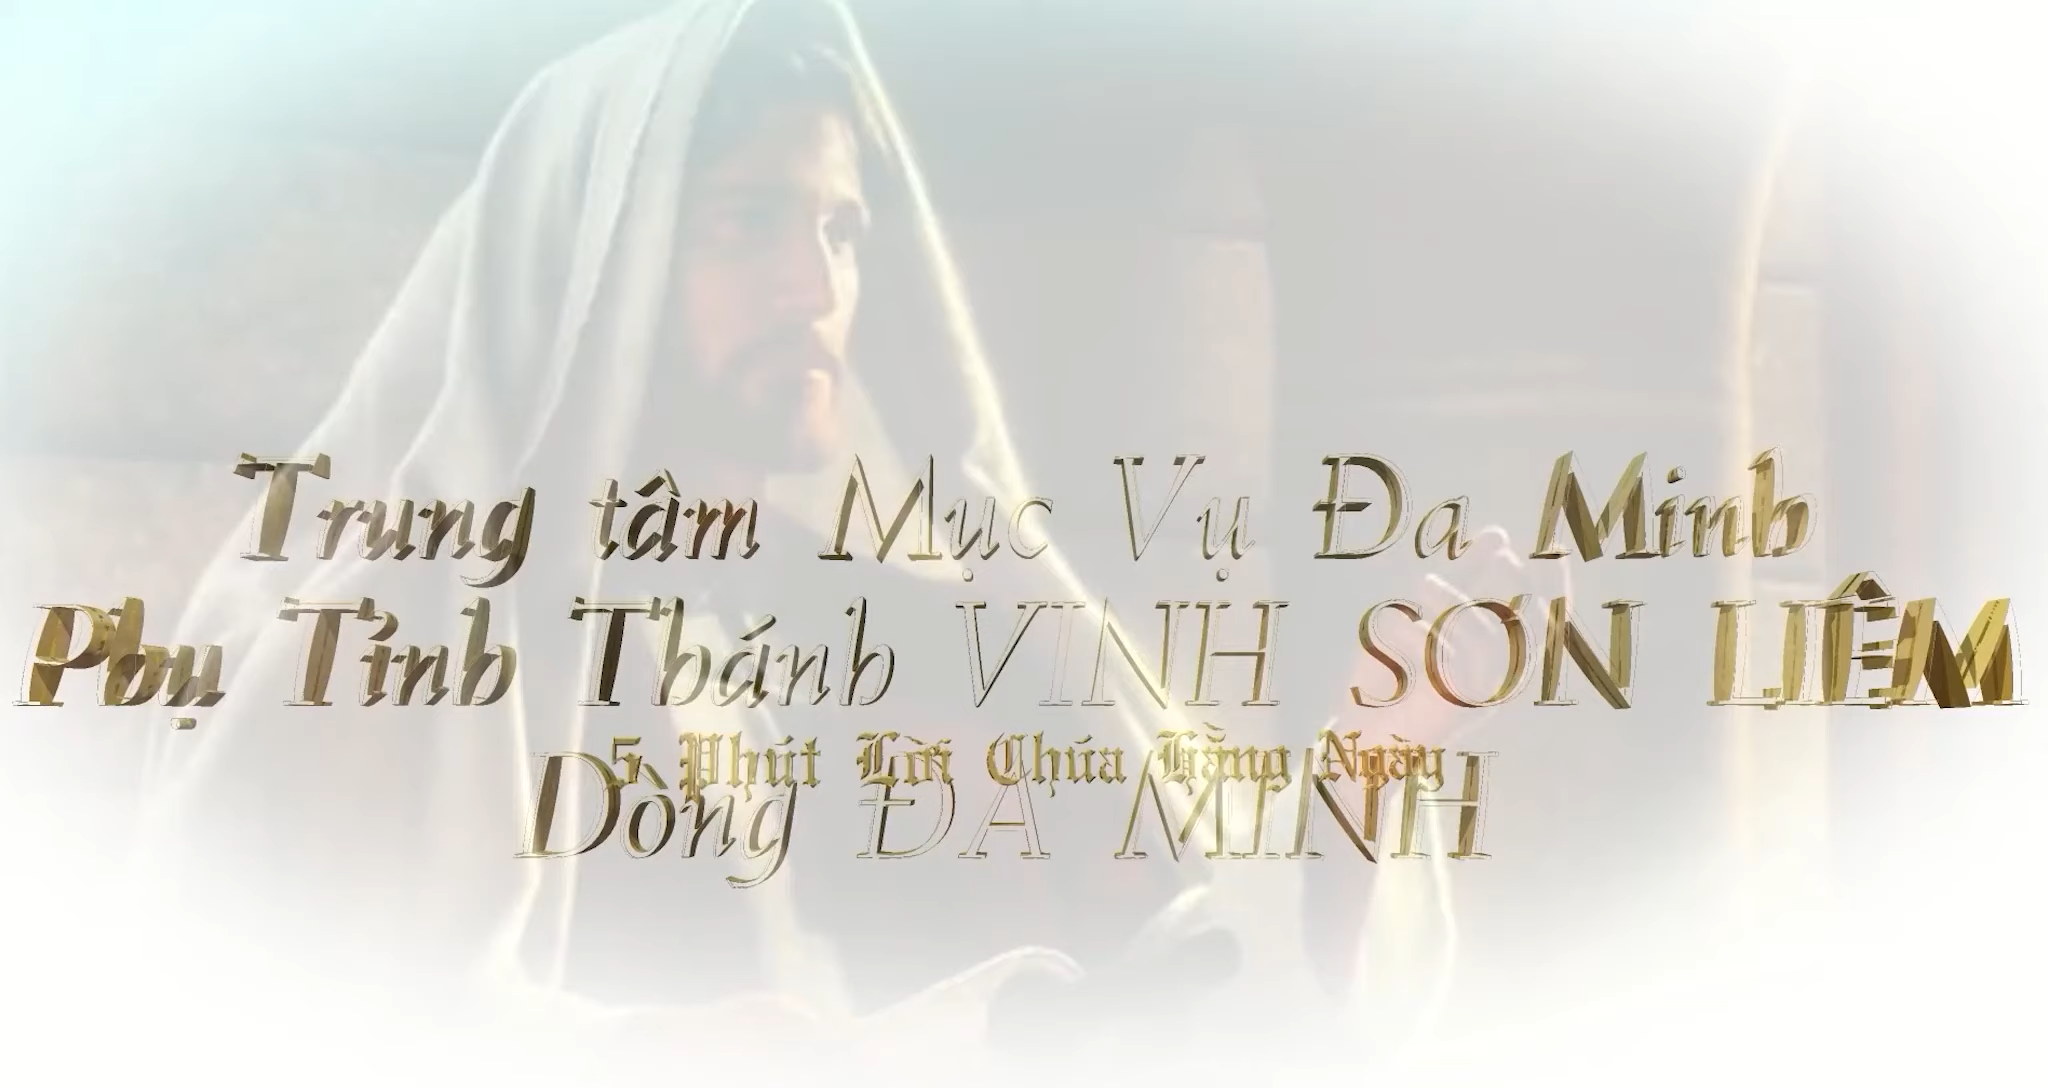 Trung tâm Mục Vụ Đa Minh
Phụ Tỉnh Thánh VINH SƠN LIÊM
5 Phút Lời Chúa Hằng Ngày
Dòng ĐA MINH